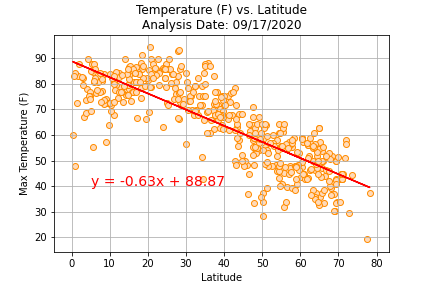 Temperature (F) vs. Latitude
Analysis Date: 09/17/2020
Max Temperature (F)
90
80
70
60
50
40
30
20
y = -0.63x + 88.87
0 10 20 30 40 50 60 70 80
Latitude